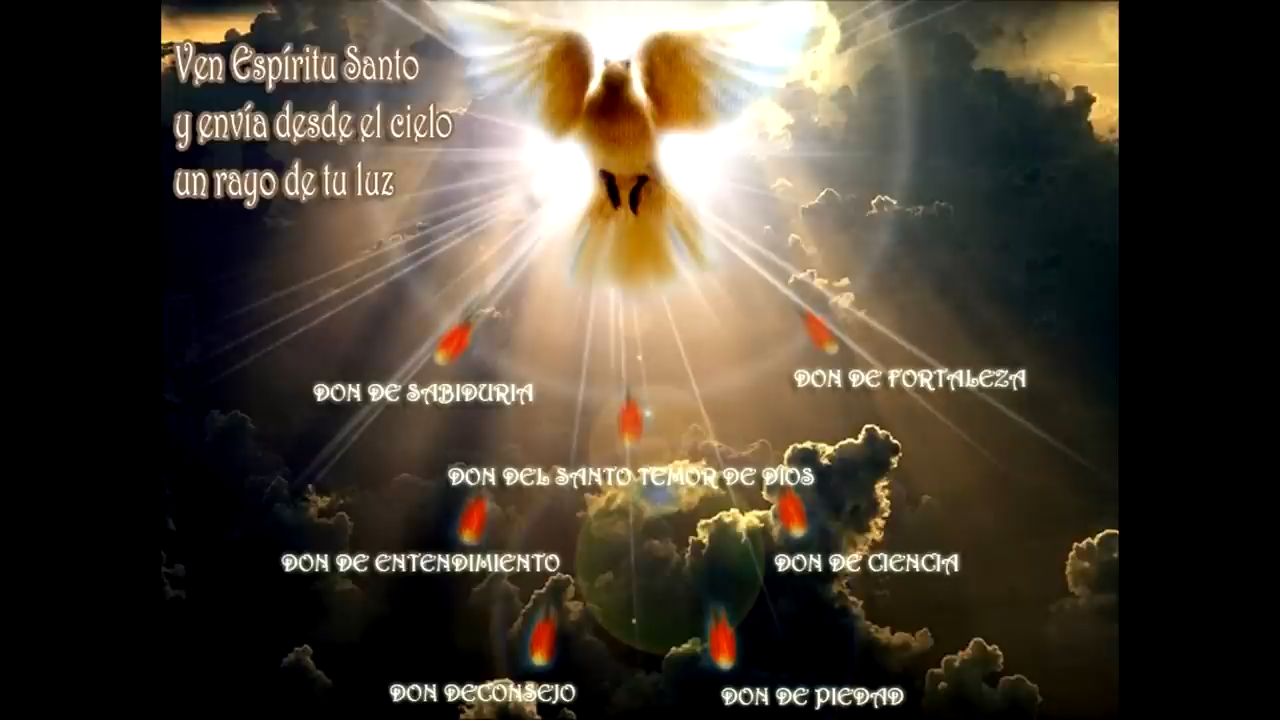 Ven Espíritu Santo
y envía desde el cielo
un rayo de tu luz
DON DE SABIDURIA
DON DE FORTALEZA
DON DEL SANTO TEMOR DE DIOS
DON DE ENTENDIMIENTO
DON DE CIENCIA
DON DECONSEJO
DON DE PIEDAD